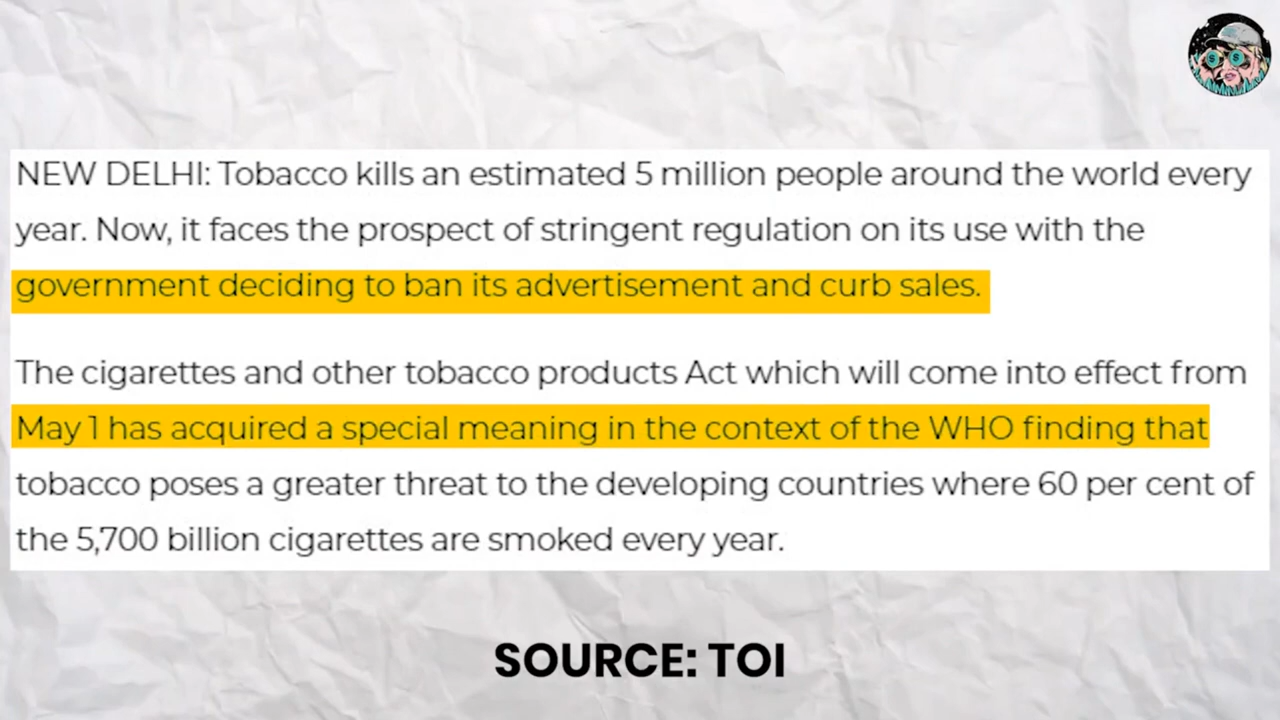 NEW DELHI: Tobacco kills an estimated 5 million people around the world every
year. Now, it faces the prospect of stringent regulation on its use with the
government deciding to ban its advertisement and curb sales.
The cigarettes and other tobacco products Act which will come into effect from
May 1 has acquired a special meaning in the context of the WHO finding that
tobacco poses a greater threat to the developing countries where 60 per cent of
the 5,700 billion cigarettes are smoked every year.
SOURCE: TOI